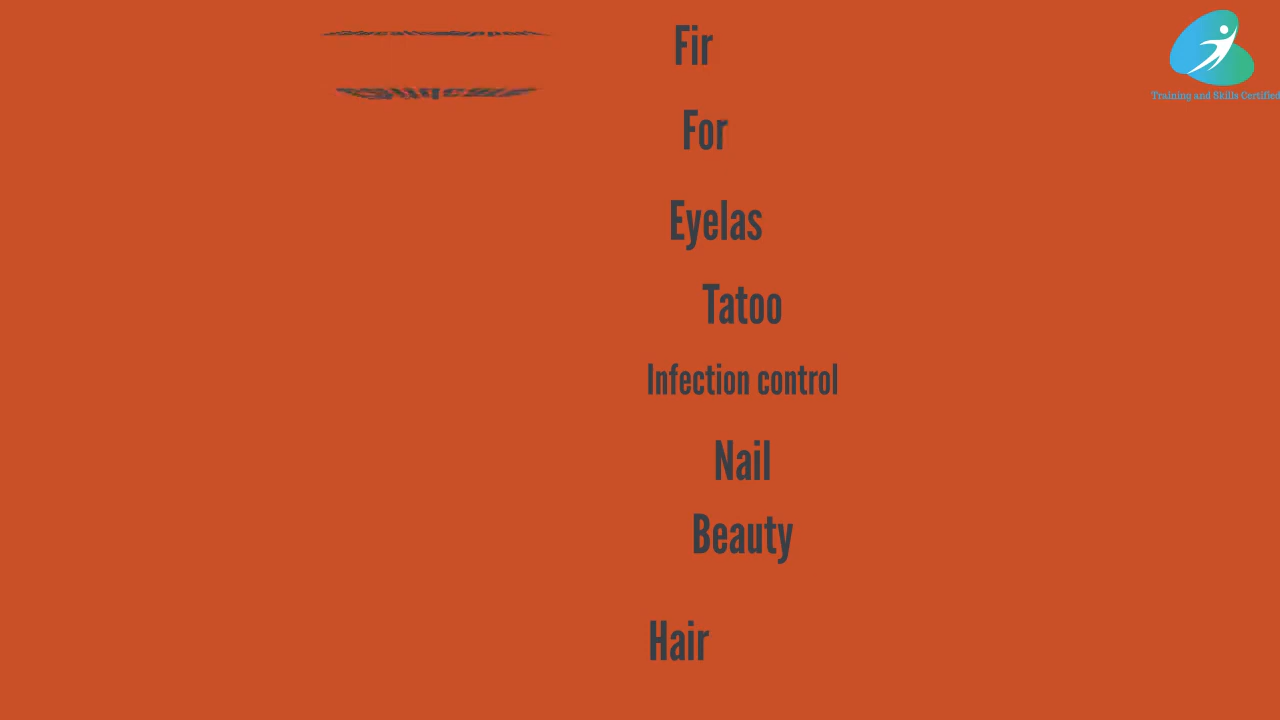 Fir
Training and Skills Certified
For
Eyelas
Tatoo
Infection control
Nail
Beauty
Hair